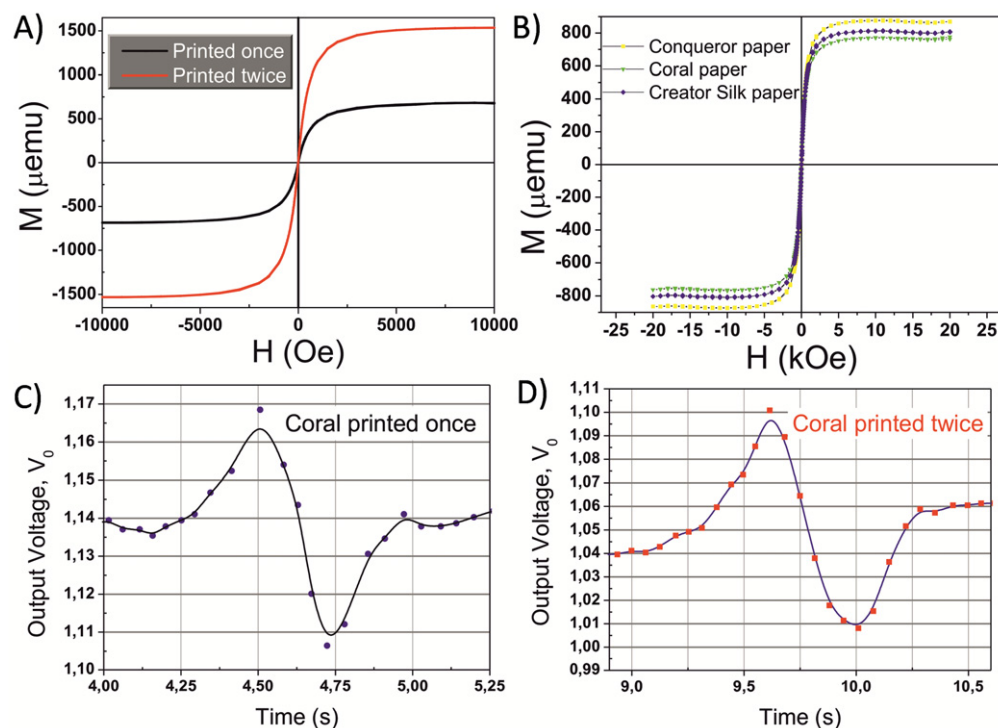 A)
Printed once
Printed twice
1500
1000
500
0
-500
-1000
-1500
M (µemu)
-10000 -5000 0 5000 10000
H (Oe)
B)
Conqueror paper
Coral paper
Creator Silk paper
800
600
400
200
0
-200
-400
-600
-800
M (µemu)
-25 -20 -15 -10 -5 0 5 10 15 20 25
H (kOe)
C)
Coral printed once
1,17
1,16
1,15
1,14
1,13
1,12
1,11
1,10
Output Voltage, V0
4,00 4,25 4,50 4,75 5,00 5,25
Time (s)
D)
Coral printed twice
1,11
1,10
1,09
1,08
1,07
1,06
1,05
1,04
1,03
1,02
1,01
1,00
0,99
Output Voltage, V0
9,0 9,5 10,0 10,5
Time (s)